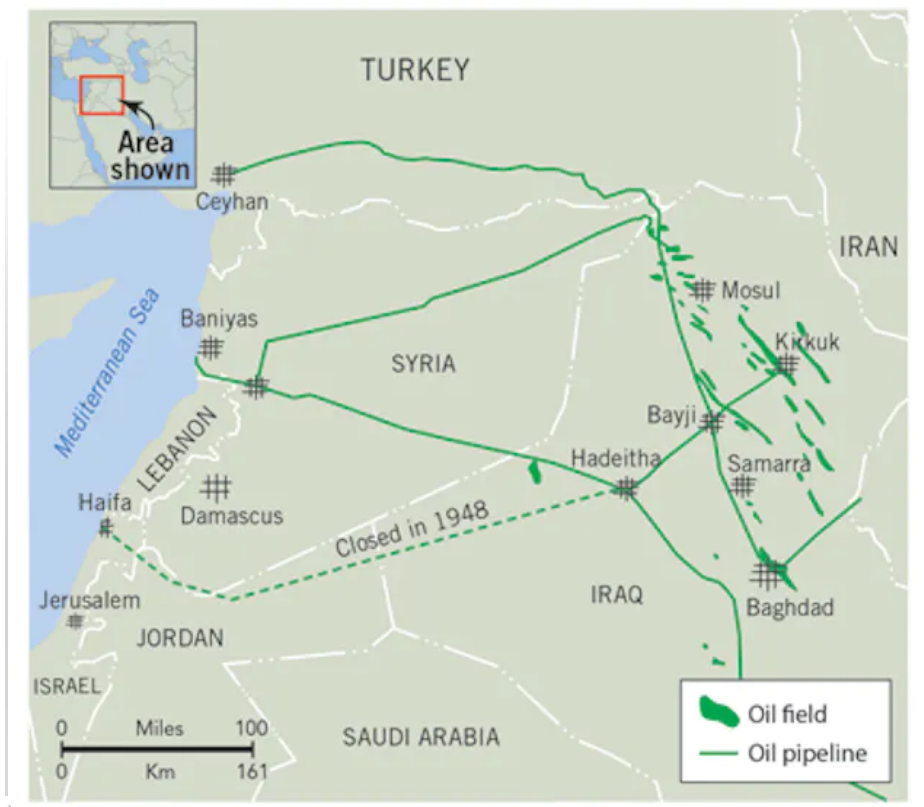 TURKEY
Area
shown
Ceyhan
IRAN
Mosul
Mediterranean Sea
Baniyas
Kirkuk
SYRIA
LEBANON
Bayji
Hadeitha
Samarra
Haifa
Damascus
Closed in 1948
Jerusalem
IRAQ
Baghdad
JORDAN
ISRAEL
0 Miles 100
0 Km 161
SAUDI ARABIA
Oil field
Oil pipeline